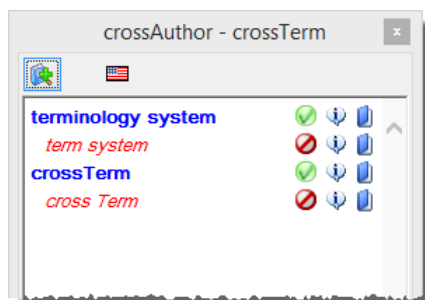 crossAuthor - crossTerm
x
terminology system
term system
crossTerm
cross Term